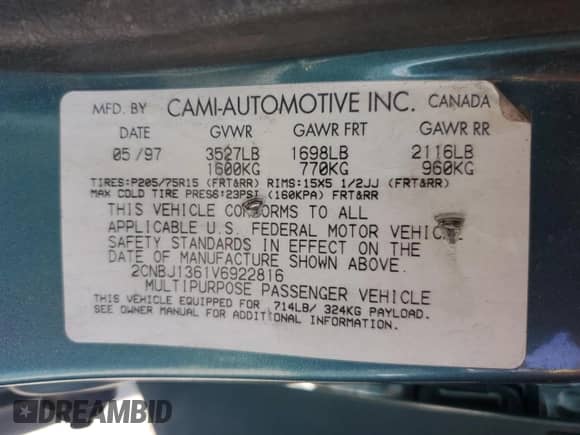 MFD. BY CAMI-AUTOMOTIVE INC. CANADA
DATE GVWR GAWR FRT GAWR RR
05/97 3527LB 1698LB 2116LB
1600KG 770KG 960KG
TIRES:P205/75R15 (FRT&RR) RIMS:15X5 1/2JJ (FRT&RR)
MAX COLD TIRE PRESS:23PSI (160KPA) FRT&RR
THIS VEHICLE CONFORMS TO ALL
APPLICABLE U.S. FEDERAL MOTOR VEHICLE
SAFETY STANDARDS IN EFFECT ON THE
DATE OF MANUFACTURE SHOWN ABOVE.
2CNBJ1361V6922816
MULTIPURPOSE PASSENGER VEHICLE
THIS VEHICLE EQUIPPED FOR 714LB/ 324KG PAYLOAD.
SEE OWNER MANUAL FOR ADDITIONAL INFORMATION.
DREAMBID